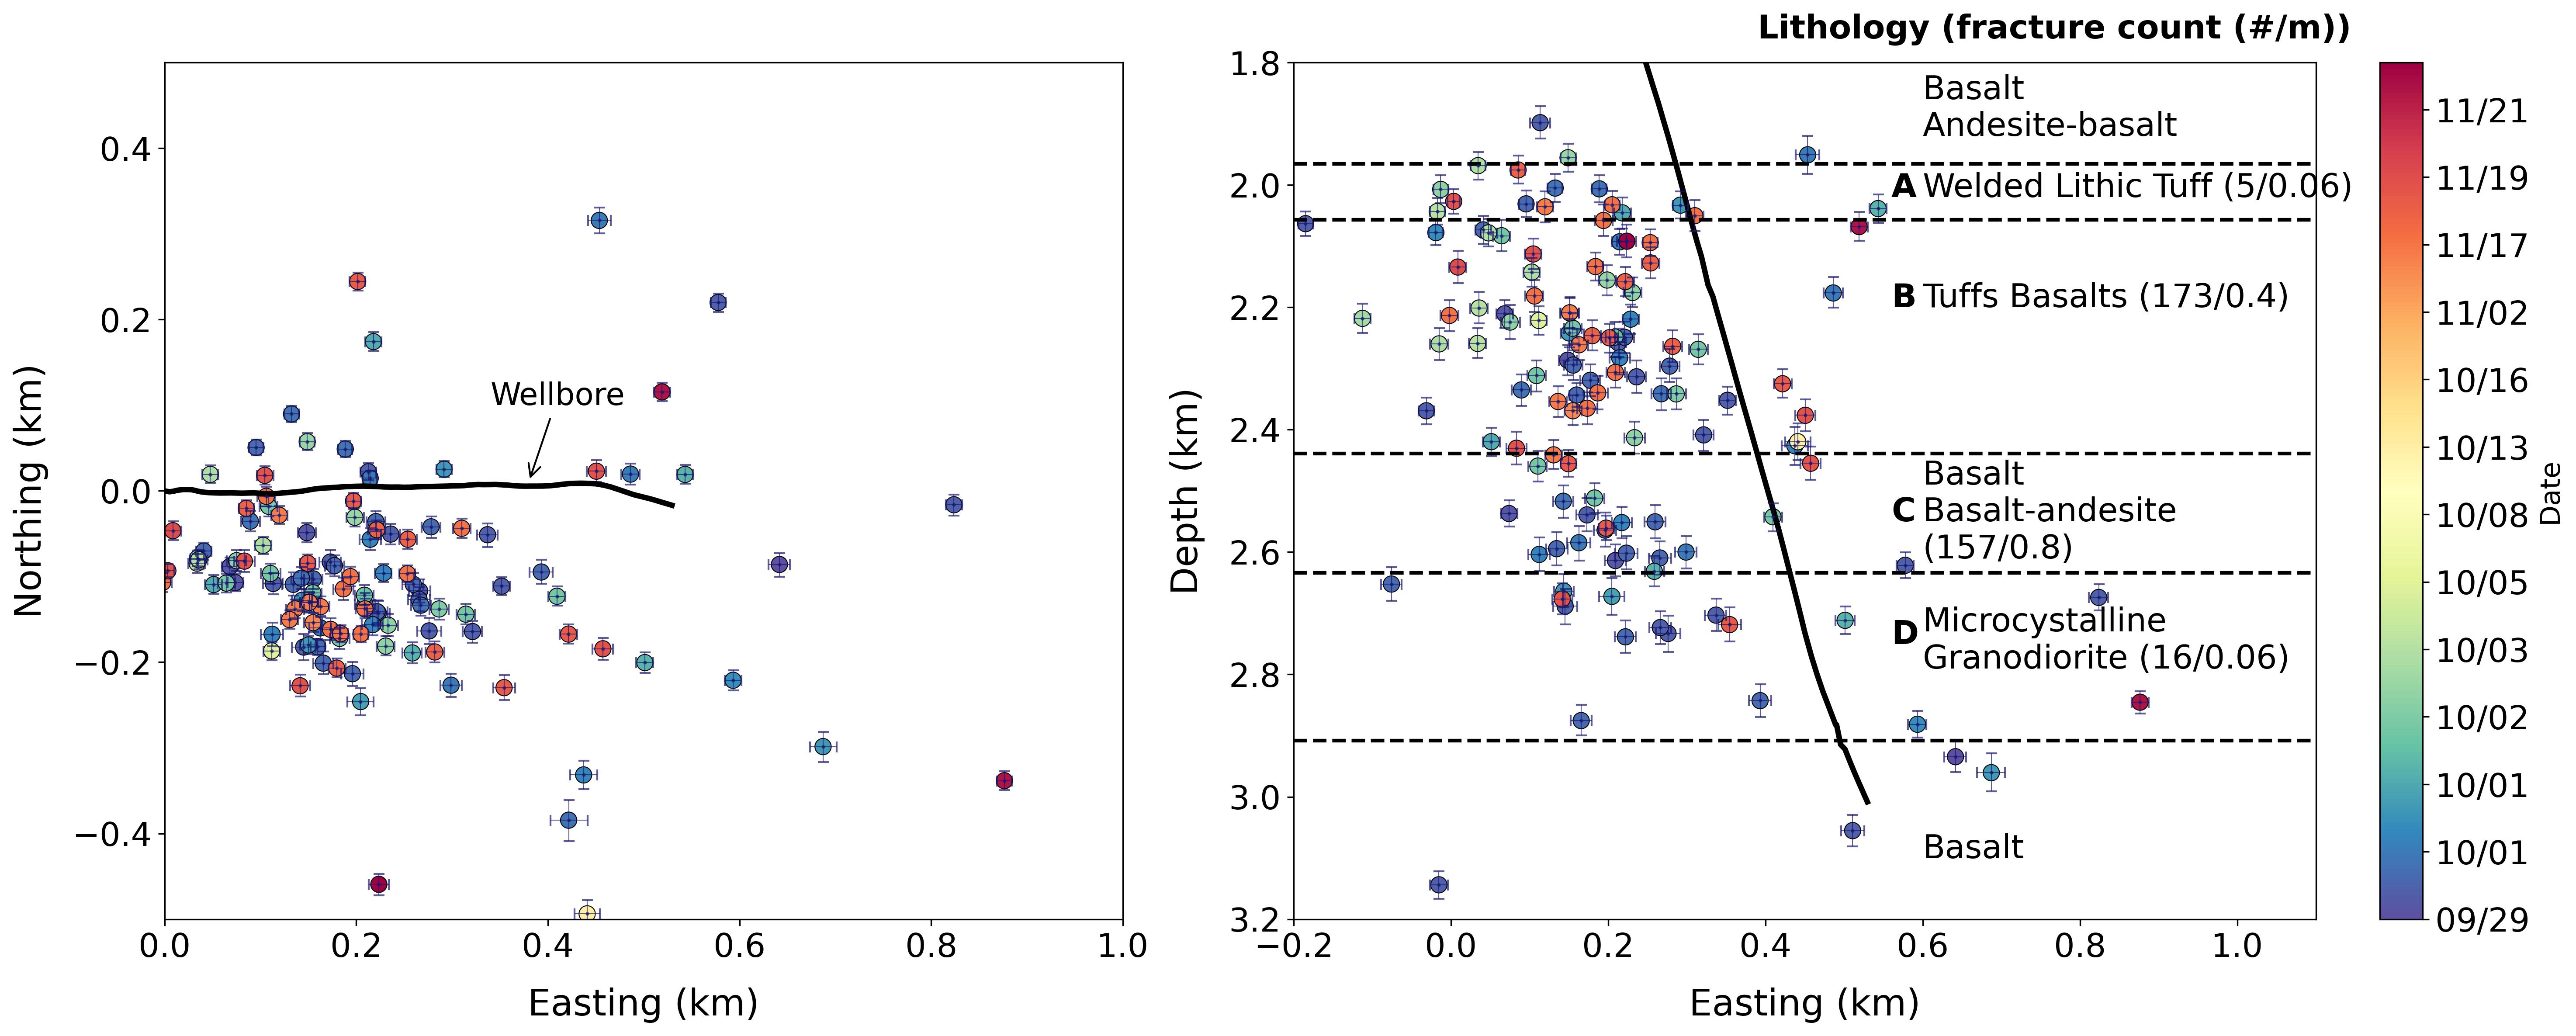 Lithology (fracture count (#/m))
0.4
0.2
0.0
−0.2
−0.4
Northing (km)
Wellbore
0.0
0.2
0.4
0.6
0.8
1.0
Easting (km)
1.8
2.0
2.2
2.4
2.6
2.8
3.0
3.2
Depth (km)
Basalt
Andesite-basalt
A Welded Lithic Tuff (5/0.06)
B Tuffs Basalts (173/0.4)
Basalt
C Basalt-andesite
(157/0.8)
D Microcystalline
Granodiorite (16/0.06)
Basalt
−0.2
0.0
0.2
0.4
0.6
0.8
1.0
Easting (km)
11/21
11/19
11/17
11/02
10/16
10/13
10/08
10/05
10/03
10/02
10/01
10/01
09/29
Date